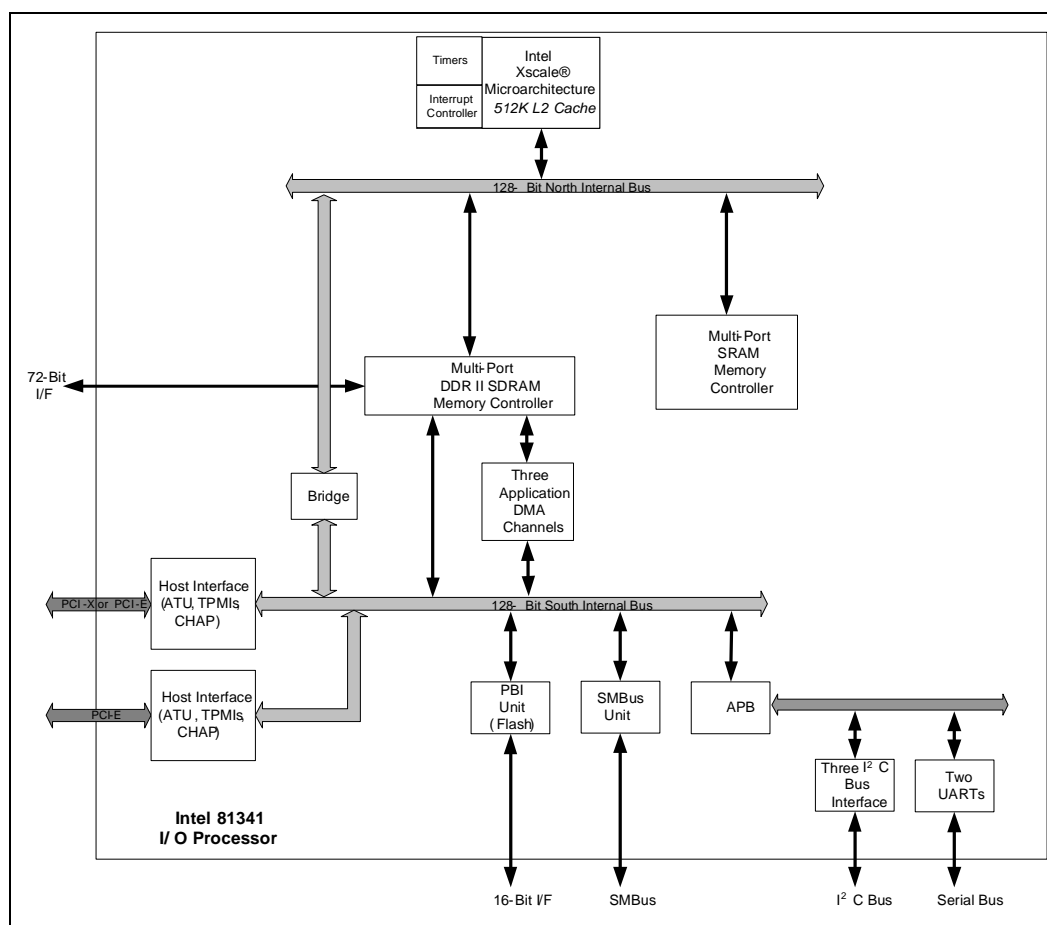 Timers
Interrupt
Controller
Intel
Xscale®
Microarchitecture
512K L2 Cache
128- Bit North Internal Bus
Multi-Port
SRAM
Memory
Controller
72-Bit
I/F
Multi-Port
DDR II SDRAM
Memory Controller
Bridge
Three
Application
DMA
Channels
PCI-X or PCI-E
Host Interface
(ATU, TPMIs,
CHAP)
128- Bit South Internal Bus
PCI-E
Host Interface
(ATU , TPMIs,
CHAP)
PBI
Unit
( Flash)
SMBus
Unit
APB
Three I² C
Bus
Interface
Two
UARTs
Intel 81341
I/ O Processor
16-Bit I/F
SMBus
I² C Bus
Serial Bus